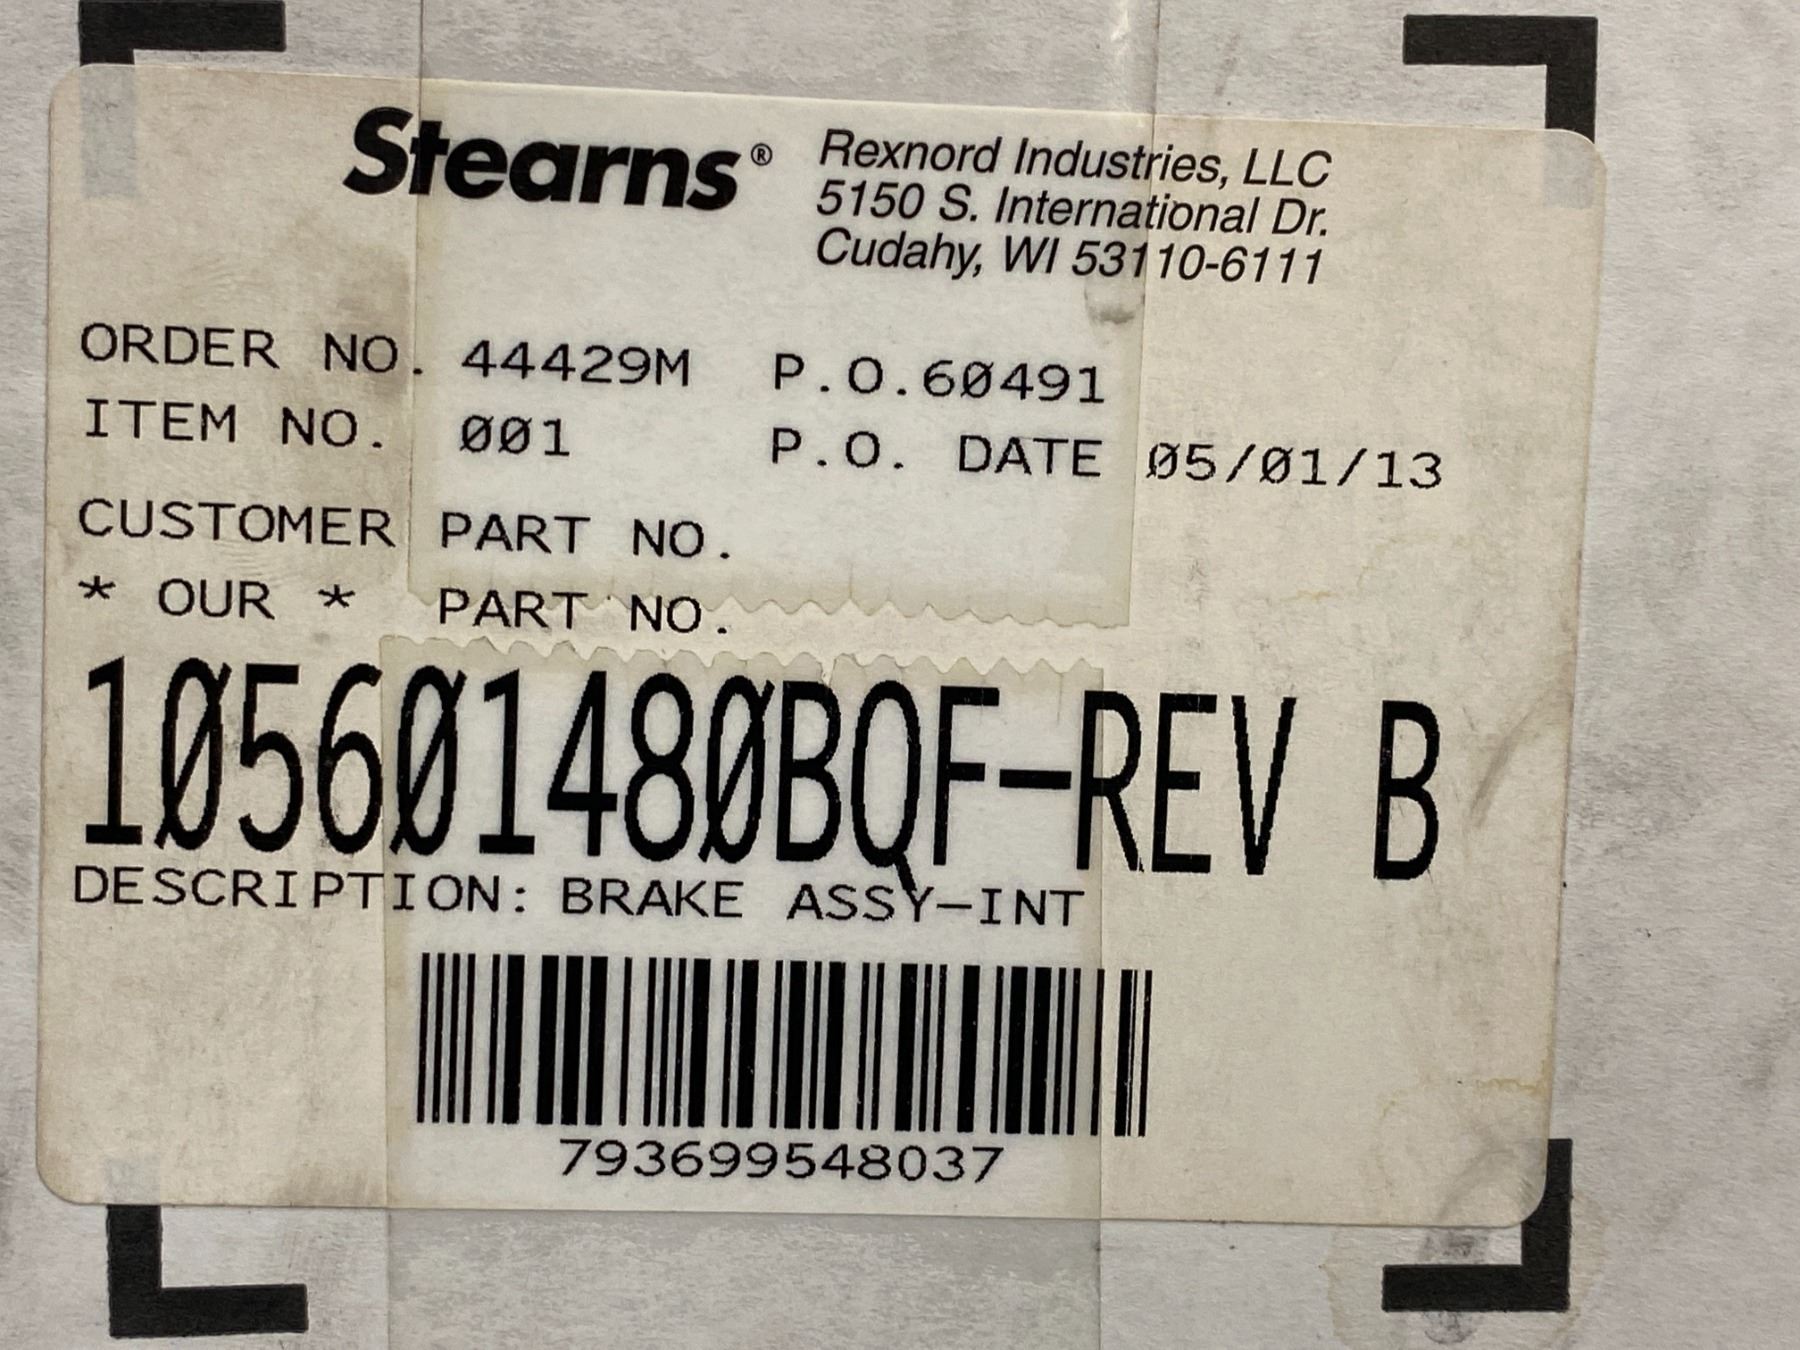 Stearns®
Rexnord Industries, LLC
5150 S. International Dr.
Cudahy, WI 53110-6111
ORDER NO. 44429M P.O.60491
ITEM NO. 001 P.O. DATE 05/01/13
CUSTOMER PART NO.
* OUR * PART NO.
105601480BQF-REV B
DESCRIPTION: BRAKE ASSY-INT
793699548037